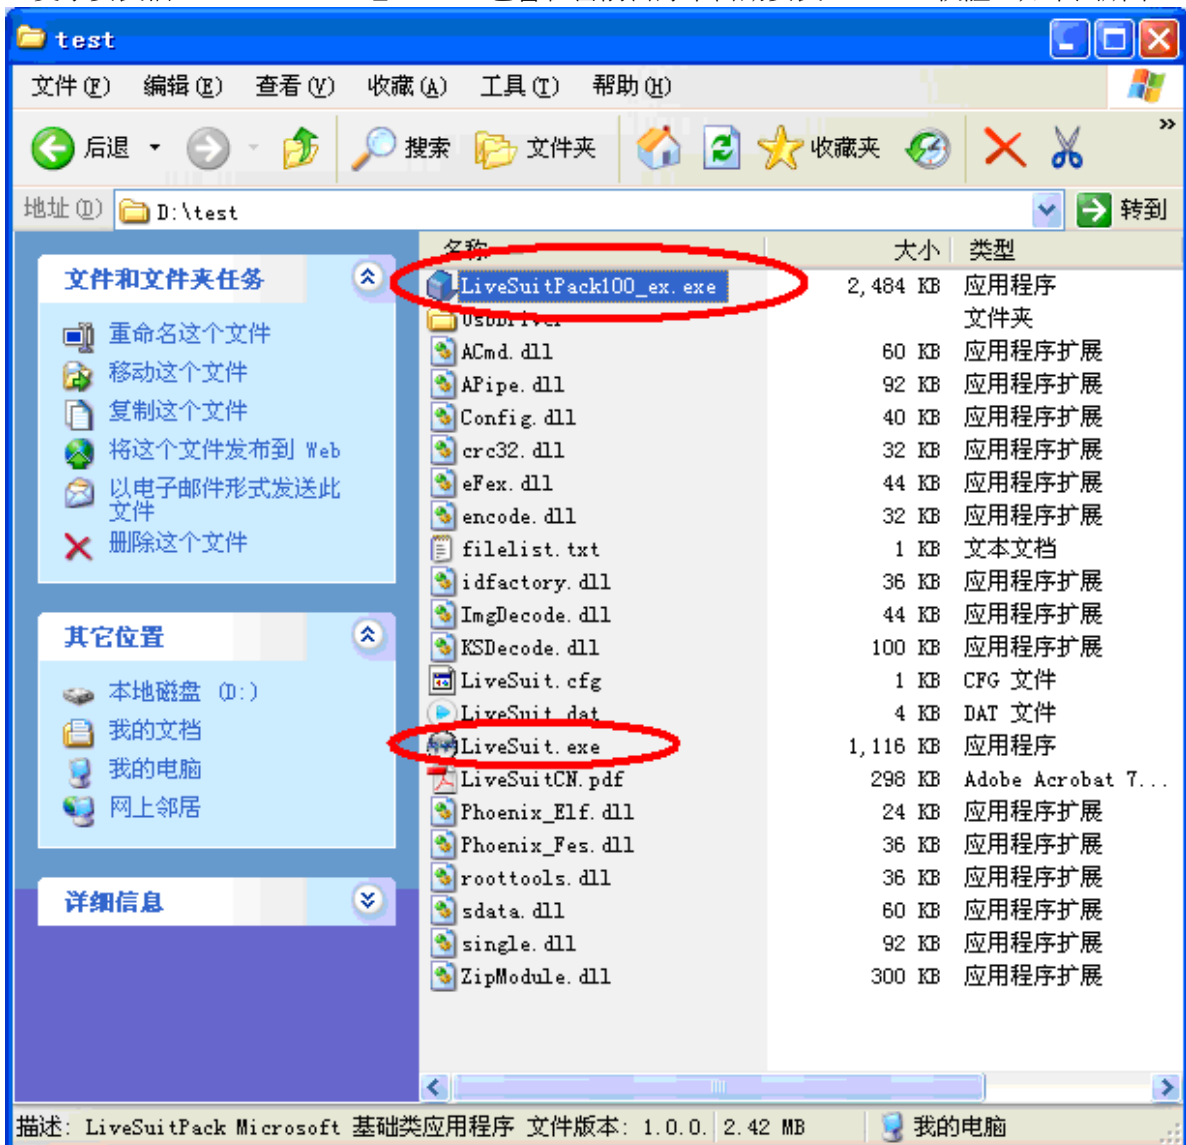 test
文件(F) 编辑(E) 查看(V) 收藏(A) 工具(T) 帮助(H)
后退 搜索 文件夹 收藏夹 »
地址(D) D:\test 转到
名称 大小 类型
文件和文件夹任务
重命名这个文件
移动这个文件
复制这个文件
将这个文件发布到 Web
以电子邮件形式发送此
文件
删除这个文件
其它位置
本地磁盘 (D:)
我的文档
我的电脑
网上邻居
详细信息
LiveSuitPack100_ex.exe 2,484 KB 应用程序
UsbDriver 文件夹
ACmd.dll 60 KB 应用程序扩展
APipe.dll 92 KB 应用程序扩展
Config.dll 40 KB 应用程序扩展
crc32.dll 32 KB 应用程序扩展
eFex.dll 44 KB 应用程序扩展
encode.dll 32 KB 应用程序扩展
filelist.txt 1 KB 文本文档
idfactory.dll 36 KB 应用程序扩展
ImgDecode.dll 44 KB 应用程序扩展
KSDecode.dll 100 KB 应用程序扩展
LiveSuit.cfg 1 KB CFG 文件
LiveSuit.dat 4 KB DAT 文件
LiveSuit.exe 1,116 KB 应用程序
LiveSuitCN.pdf 298 KB Adobe Acrobat 7...
Phoenix_Elf.dll 24 KB 应用程序扩展
Phoenix_Fes.dll 36 KB 应用程序扩展
roottools.dll 36 KB 应用程序扩展
sdata.dll 60 KB 应用程序扩展
single.dll 92 KB 应用程序扩展
ZipModule.dll 300 KB 应用程序扩展
描述: LiveSuitPack Microsoft 基础类应用程序 文件版本: 1.0.0. 2.42 MB 我的电脑